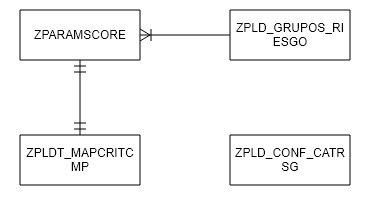 ZPARAMSCORE
ZPLD_GRUPOS_RI
ESGO
ZPLDT_MAPCRITC
MP
ZPLD_CONF_CATR
SG